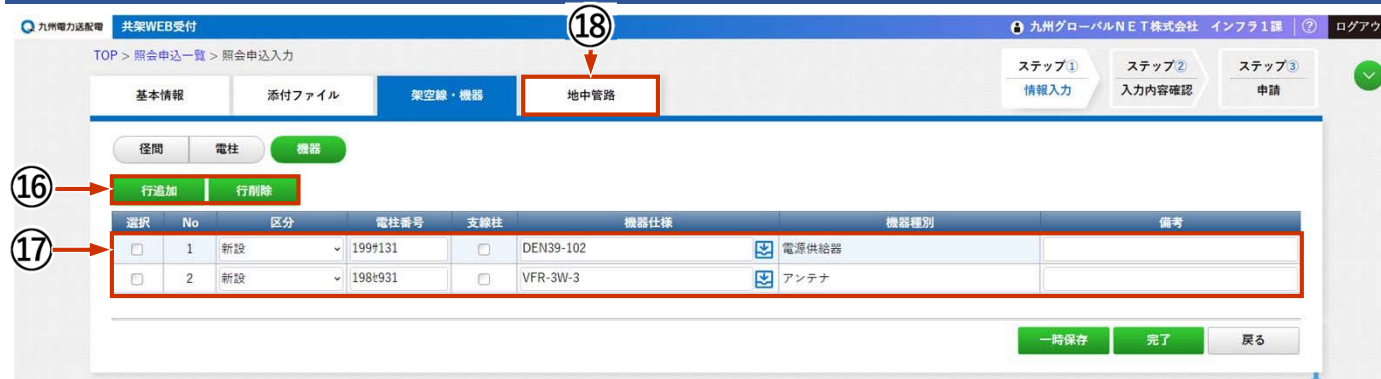 九州電力送配電 共架WEB受付 ⑱ 九州グローバルNET株式会社 インフラ1課 ? ログアウ
TOP > 照会申込一覧 > 照会申込入力
ステップ① ステップ② ステップ③
情報入力 入力内容確認 申請
基本情報 添付ファイル 架空線・機器 地中管路
径間 電柱 機器
⑯ 行追加 行削除
選択 No 区分 電柱番号 支線柱 機器仕様 機器種別 備考
⑰ 1 新設 199ｻ131 DEN39-102 電源供給器
2 新設 198ｾ931 VFR-3W-3 アンテナ
一時保存 完了 戻る